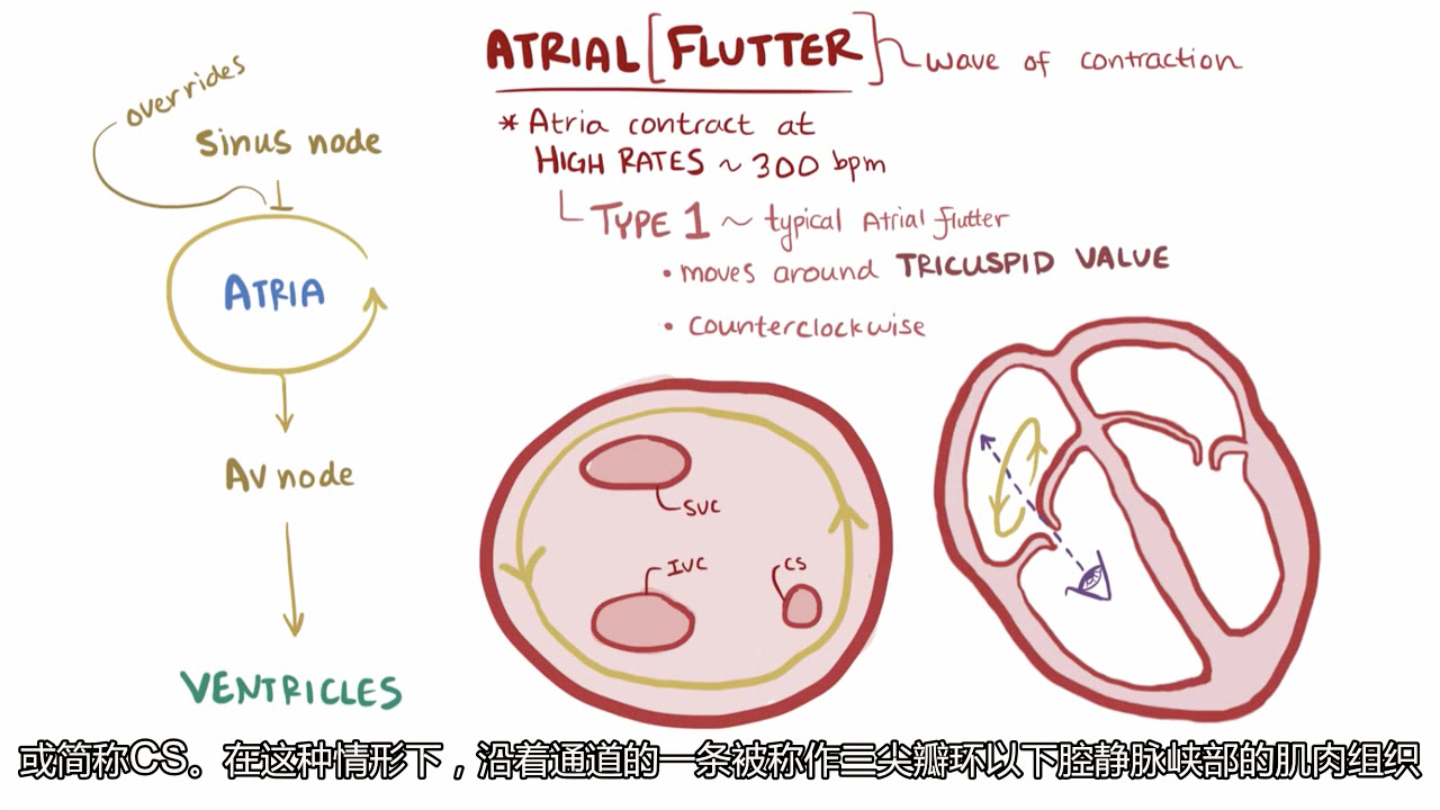 ATRIAL [FLUTTER] wave of contraction
* Atria contract at
HIGH RATES ~ 300 bpm
TYPE 1 ~ typical Atrial flutter
• moves around TRICUSPID VALUE
• counterclockwise
overrides
Sinus node
ATRIA
AV node
VENTRICLES
SVC
IVC
CS
或简称CS。在这种情形下，沿着通道的一条被称作三尖瓣环以下腔静脉峡部的肌肉组织